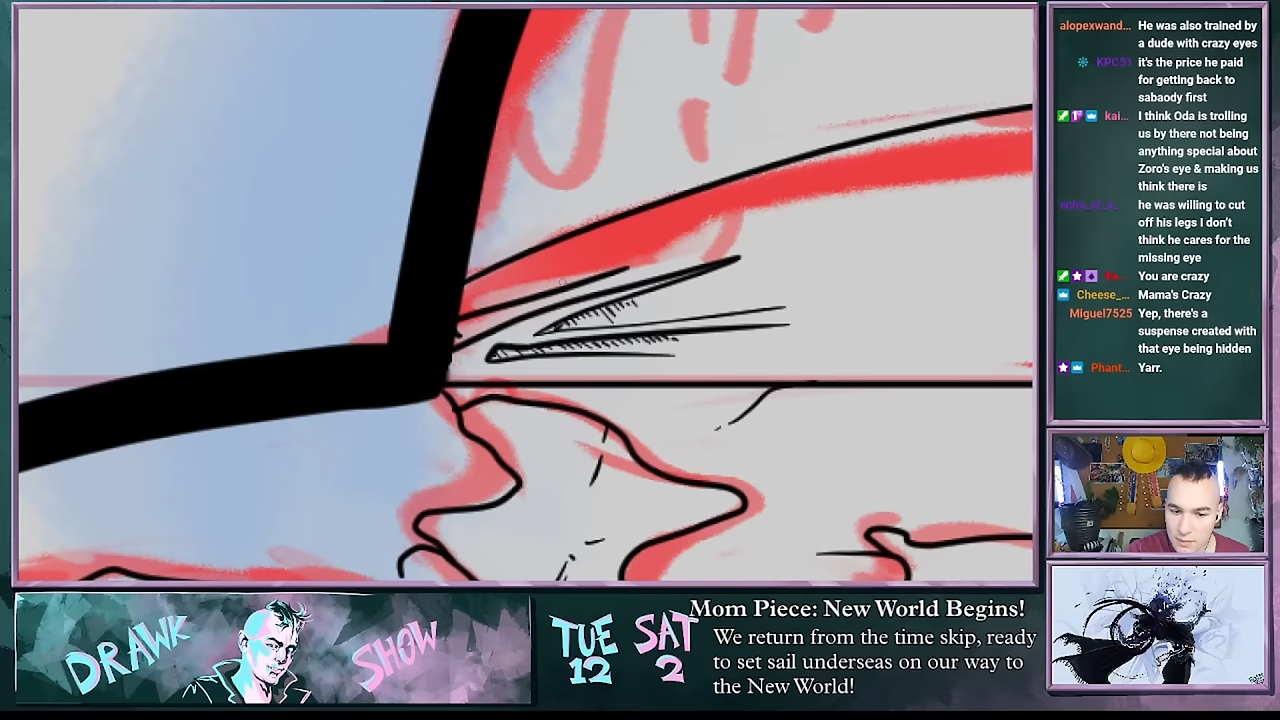 alopexwand... He was also trained by
a dude with crazy eyes
KPC51 it's the price he paid
for getting back to
sabaody first
kai... I think Oda is trolling
us by there not being
anything special about
Zoro's eye & making us
think there is
he was willing to cut
off his legs I don't
think he cares for the
missing eye
You are crazy
Cheese_... Mama's Crazy
Miguel7525 Yep, there's a
suspense created with
that eye being hidden
Phant... Yarr.
DRAWK SHOW
TUE 12
SAT 2
Mom Piece: New World Begins!
We return from the time skip, ready
to set sail underseas on our way to
the New World!